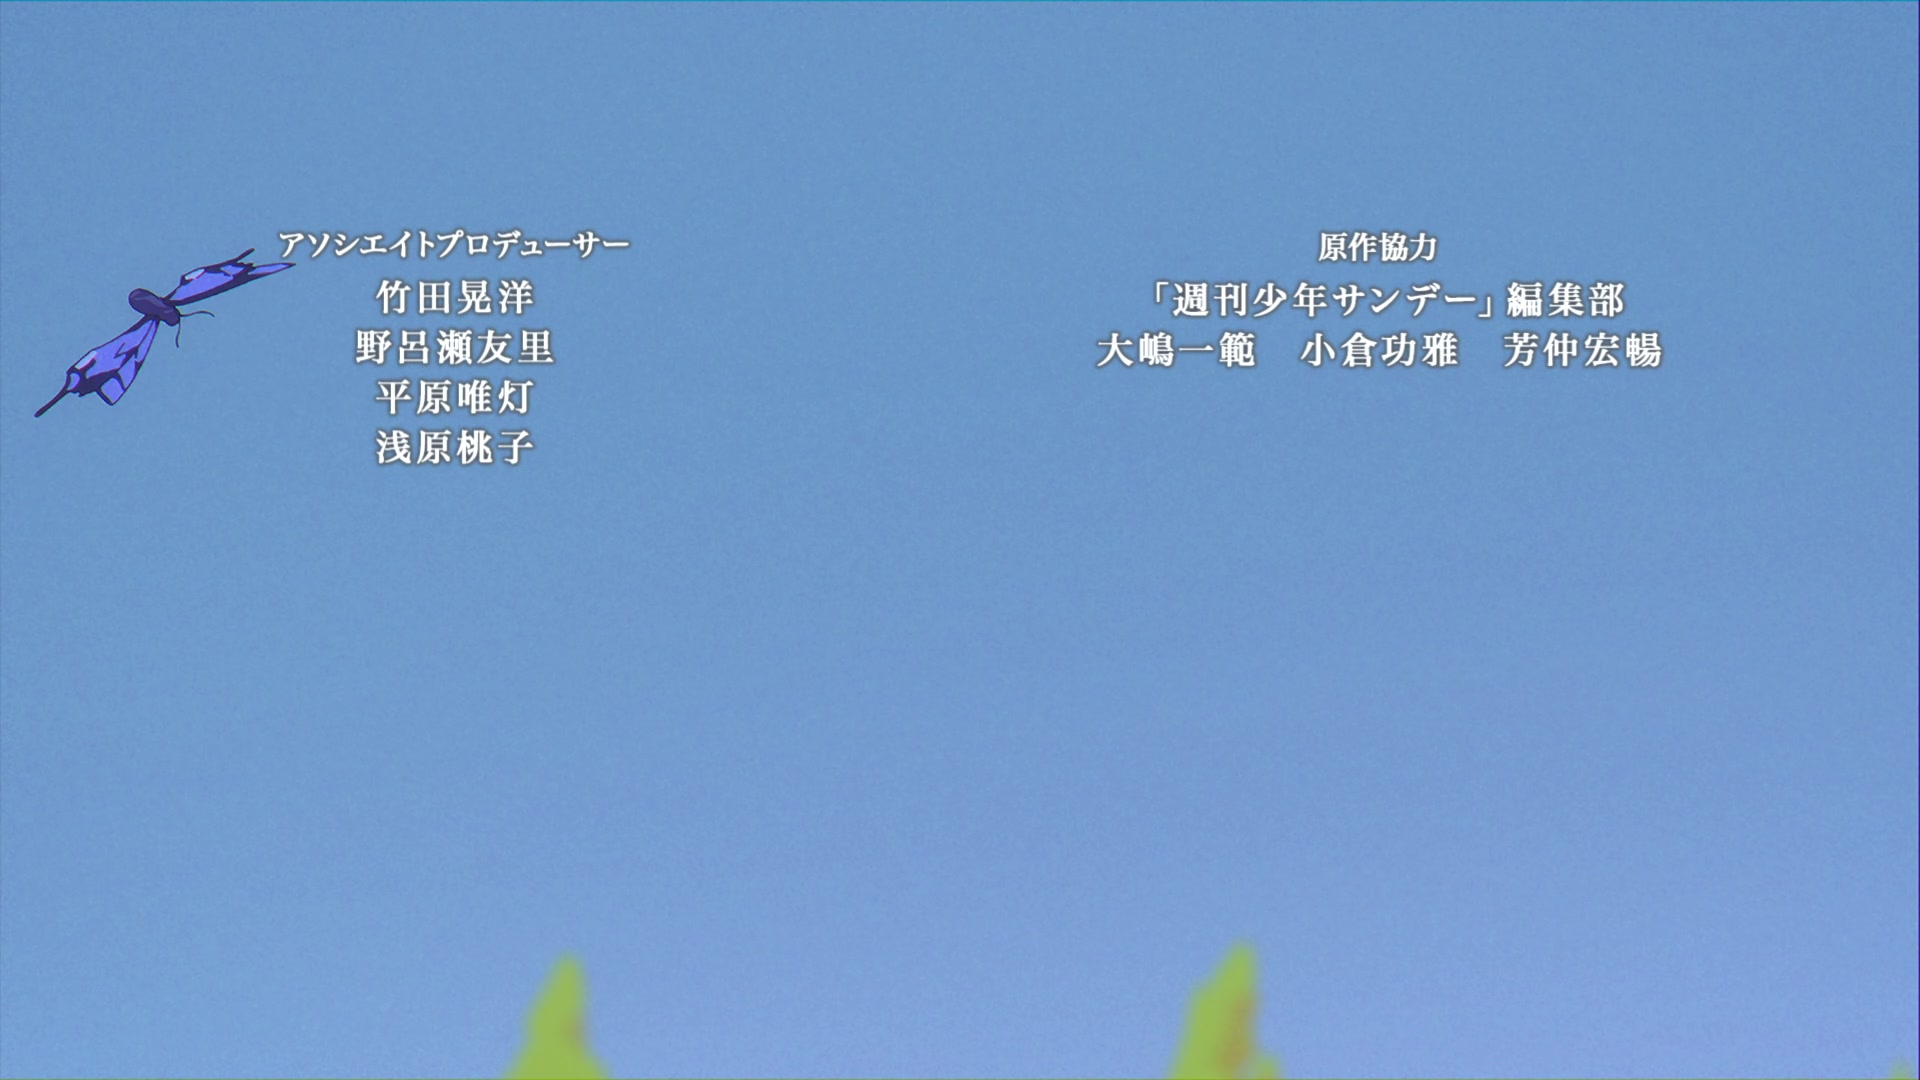 アソシエイトプロデューサー
竹田晃洋
野呂瀬友里
平原唯灯
浅原桃子
原作協力
「週刊少年サンデー」編集部
大嶋一範　小倉功雅　芳仲宏暢